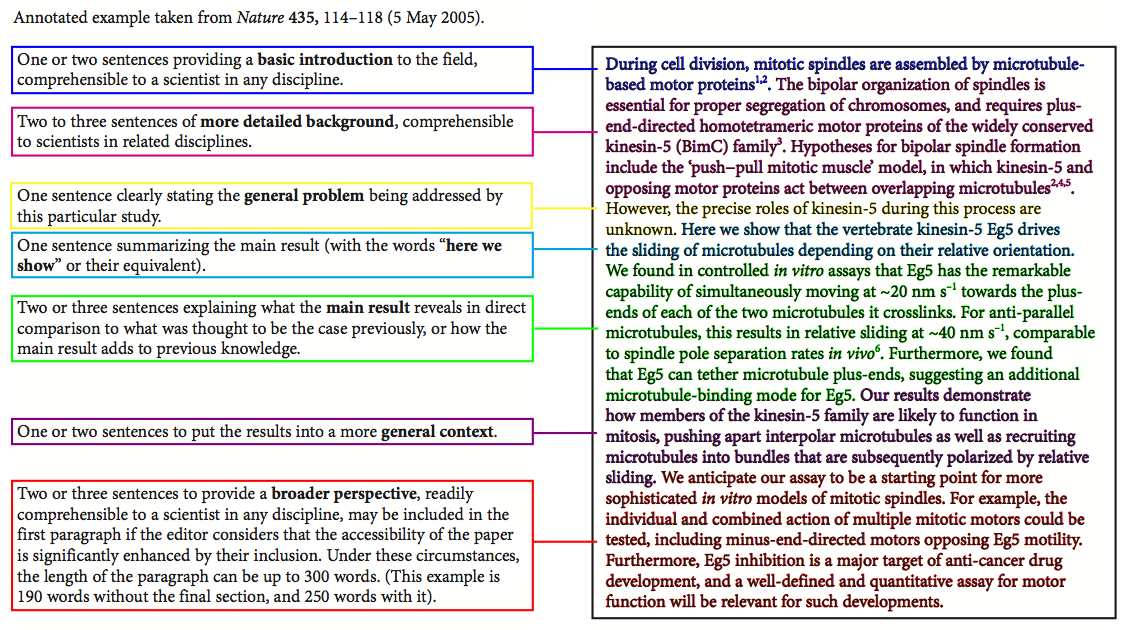 Annotated example taken from Nature 435, 114–118 (5 May 2005).
One or two sentences providing a basic introduction to the field,
comprehensible to a scientist in any discipline.
Two to three sentences of more detailed background, comprehensible
to scientists in related disciplines.
One sentence clearly stating the general problem being addressed by
this particular study.
One sentence summarizing the main result (with the words “here we
show” or their equivalent).
Two or three sentences explaining what the main result reveals in direct
comparison to what was thought to be the case previously, or how the
main result adds to previous knowledge.
One or two sentences to put the results into a more general context.
Two or three sentences to provide a broader perspective, readily
comprehensible to a scientist in any discipline, may be included in the
first paragraph if the editor considers that the accessibility of the paper
is significantly enhanced by their inclusion. Under these circumstances,
the length of the paragraph can be up to 300 words. (This example is
190 words without the final section, and 250 words with it).
During cell division, mitotic spindles are assembled by microtubule-
based motor proteins1,2. The bipolar organization of spindles is
essential for proper segregation of chromosomes, and requires plus-
end-directed homotetrameric motor proteins of the widely conserved
kinesin-5 (BimC) family3. Hypotheses for bipolar spindle formation
include the ‘push–pull mitotic muscle’ model, in which kinesin-5 and
opposing motor proteins act between overlapping microtubules2,4,5.
However, the precise roles of kinesin-5 during this process are
unknown. Here we show that the vertebrate kinesin-5 Eg5 drives
the sliding of microtubules depending on their relative orientation.
We found in controlled in vitro assays that Eg5 has the remarkable
capability of simultaneously moving at ~20 nm s−1 towards the plus-
ends of each of the two microtubules it crosslinks. For anti-parallel
microtubules, this results in relative sliding at ~40 nm s−1, comparable
to spindle pole separation rates in vivo6. Furthermore, we found
that Eg5 can tether microtubule plus-ends, suggesting an additional
microtubule-binding mode for Eg5. Our results demonstrate
how members of the kinesin-5 family are likely to function in
mitosis, pushing apart interpolar microtubules as well as recruiting
microtubules into bundles that are subsequently polarized by relative
sliding. We anticipate our assay to be a starting point for more
sophisticated in vitro models of mitotic spindles. For example, the
individual and combined action of multiple mitotic motors could be
tested, including minus-end-directed motors opposing Eg5 motility.
Furthermore, Eg5 inhibition is a major target of anti-cancer drug
development, and a well-defined and quantitative assay for motor
function will be relevant for such developments.